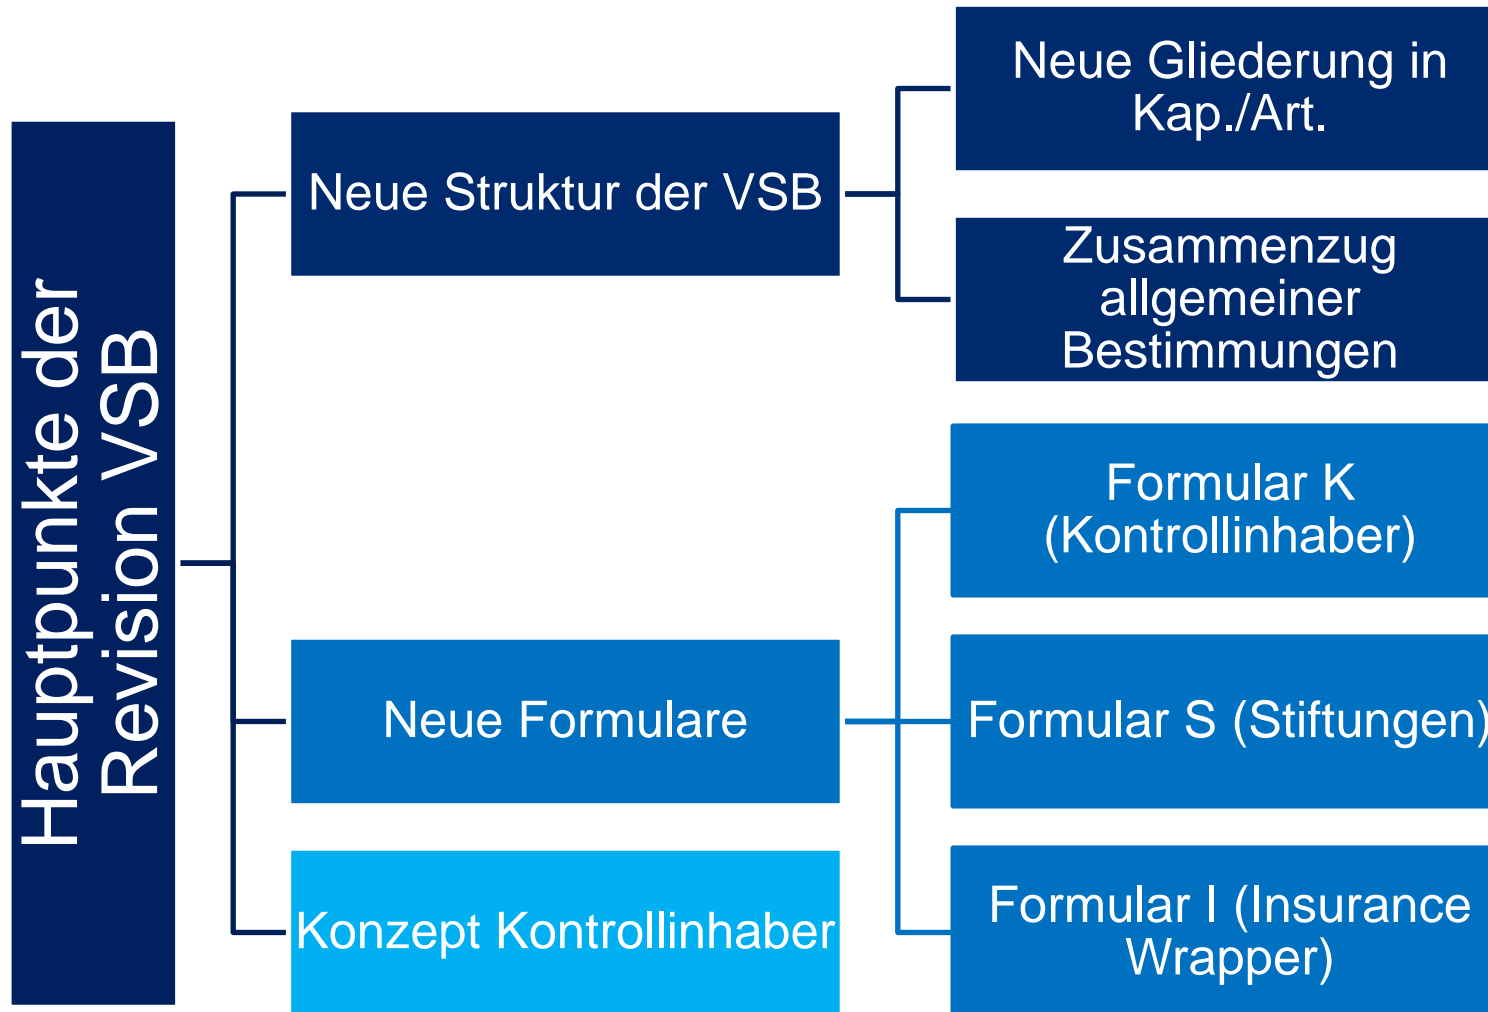 Hauptpunkte der
Revision VSB
Neue Struktur der VSB
Neue Gliederung in
Kap./Art.
Zusammenzug
allgemeiner
Bestimmungen
Neue Formulare
Formular K
(Kontrollinhaber)
Formular S (Stiftungen)
Formular I (Insurance
Wrapper)
Konzept Kontrollinhaber